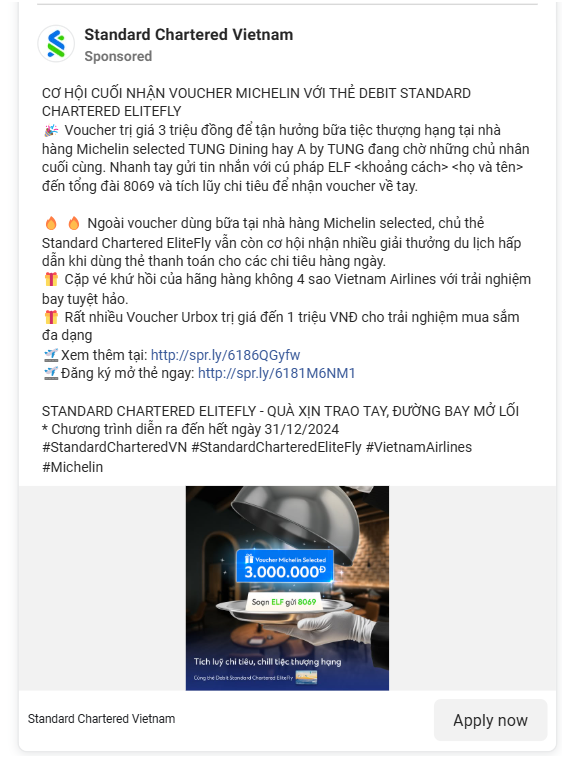 Standard Chartered Vietnam
Sponsored
CƠ HỘI CUỐI NHẬN VOUCHER MICHELIN VỚI THẺ DEBIT STANDARD
CHARTERED ELITEFLY
🎉 Voucher trị giá 3 triệu đồng để tận hưởng bữa tiệc thượng hạng tại nhà
hàng Michelin selected TUNG Dining hay A by TUNG đang chờ những chủ nhân
cuối cùng. Nhanh tay gửi tin nhắn với cú pháp ELF <khoảng cách> <họ và tên>
đến tổng đài 8069 và tích lũy chi tiêu để nhận voucher về tay.
🔥 🔥 Ngoài voucher dùng bữa tại nhà hàng Michelin selected, chủ thẻ
Standard Chartered EliteFly vẫn còn cơ hội nhận nhiều giải thưởng du lịch hấp
dẫn khi dùng thẻ thanh toán cho các chi tiêu hàng ngày.
🎁 Cặp vé khứ hồi của hãng hàng không 4 sao Vietnam Airlines với trải nghiệm
bay tuyệt hảo.
🎁 Rất nhiều Voucher Urbox trị giá đến 1 triệu VNĐ cho trải nghiệm mua sắm
đa dạng
🛫Xem thêm tại: http://spr.ly/6186QGyfw
🛫Đăng ký mở thẻ ngay: http://spr.ly/6181M6NM1
STANDARD CHARTERED ELITEFLY - QUÀ XỊN TRAO TAY, ĐƯỜNG BAY MỞ LỐI
* Chương trình diễn ra đến hết ngày 31/12/2024
#StandardCharteredVN #StandardCharteredEliteFly #VietnamAirlines
#Michelin
Voucher Michelin Selected
3.000.000Đ
Soạn ELF gửi 8069
Tích luỹ chi tiêu, chill tiệc thượng hạng
Cùng thẻ Debit Standard Chartered EliteFly
Standard Chartered Vietnam
Apply now